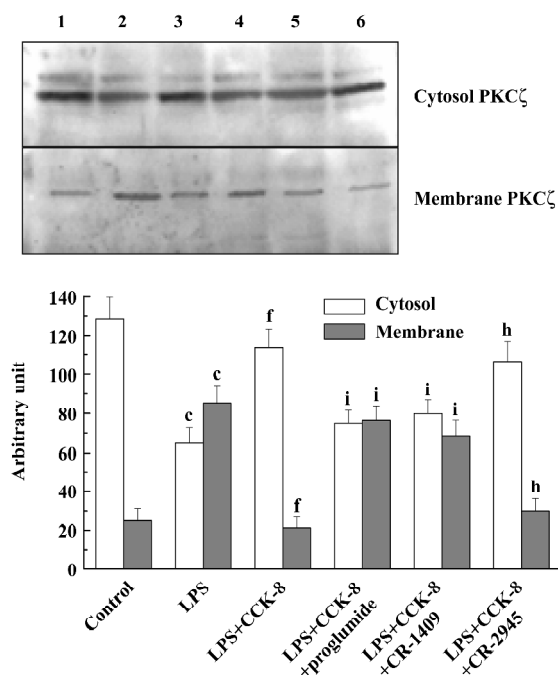 1 2 3 4 5 6
Cytosol PKCζ
Membrane PKCζ
140
120
100
80
60
40
20
0
Arbitrary unit
Cytosol
Membrane
c c f f i i i i h h
Control
LPS
LPS+CCK-8
LPS+CCK-8
+proglumide
LPS+CCK-8
+CR-1409
LPS+CCK-8
+CR-2945